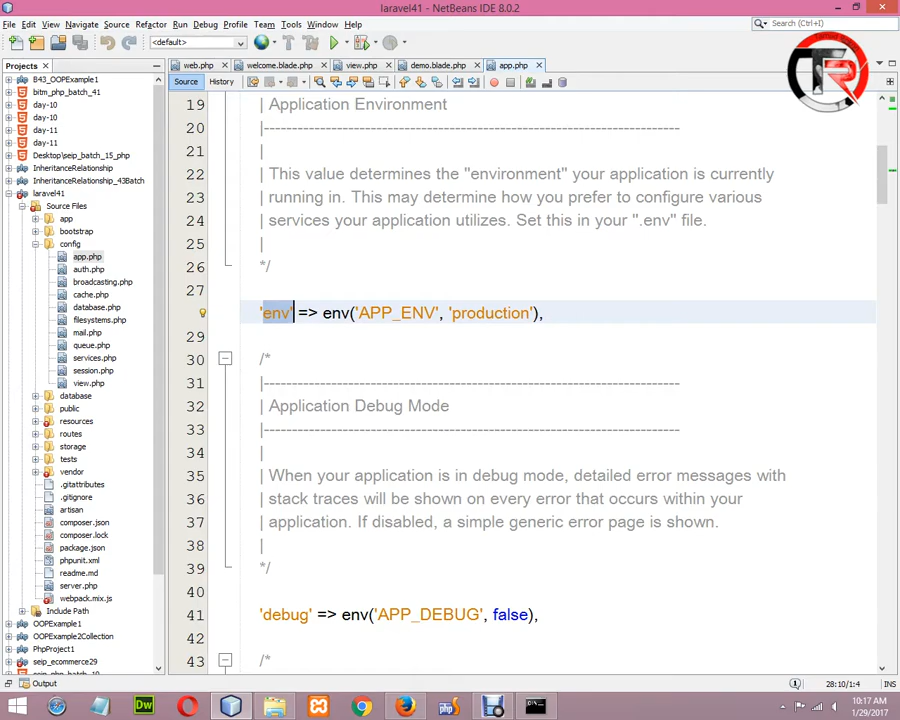 laravel41 - NetBeans IDE 8.0.2
File Edit View Navigate Source Refactor Run Debug Profile Team Tools Window Help
Search (Ctrl+I)
<default>
Projects
web.php welcome.blade.php view.php demo.blade.php app.php
Source History
B43_OOPExample1
bitm_php_batch_41
day-10
day-10
day-11
day-11
Desktop\seip_batch_15_php
InheritanceRelationship
InheritanceRelationship_43Batch
laravel41
Source Files
app
bootstrap
config
app.php
auth.php
broadcasting.php
cache.php
database.php
filesystems.php
mail.php
queue.php
services.php
session.php
view.php
database
public
resources
routes
storage
tests
vendor
.gitattributes
.gitignore
artisan
composer.json
composer.lock
package.json
phpunit.xml
readme.md
server.php
webpack.mix.js
Include Path
OOPExample1
OOPExample2Collection
PhpProject1
seip_ecommerce29
seip_php_batch_10
19 | Application Environment
20 |--------------------------------------------------------------------------
21 |
22 | This value determines the "environment" your application is currently
23 | running in. This may determine how you prefer to configure various
24 | services your application utilizes. Set this in your ".env" file.
25 |
26 */
27
'env' => env('APP_ENV', 'production'),
29
30 /*
31 |--------------------------------------------------------------------------
32 | Application Debug Mode
33 |--------------------------------------------------------------------------
34 |
35 | When your application is in debug mode, detailed error messages with
36 | stack traces will be shown on every error that occurs within your
37 | application. If disabled, a simple generic error page is shown.
38 |
39 */
40
41 'debug' => env('APP_DEBUG', false),
42
43 /*
Output
28:10/1:4 INS
Dw
php
10:17 AM
1/29/2017